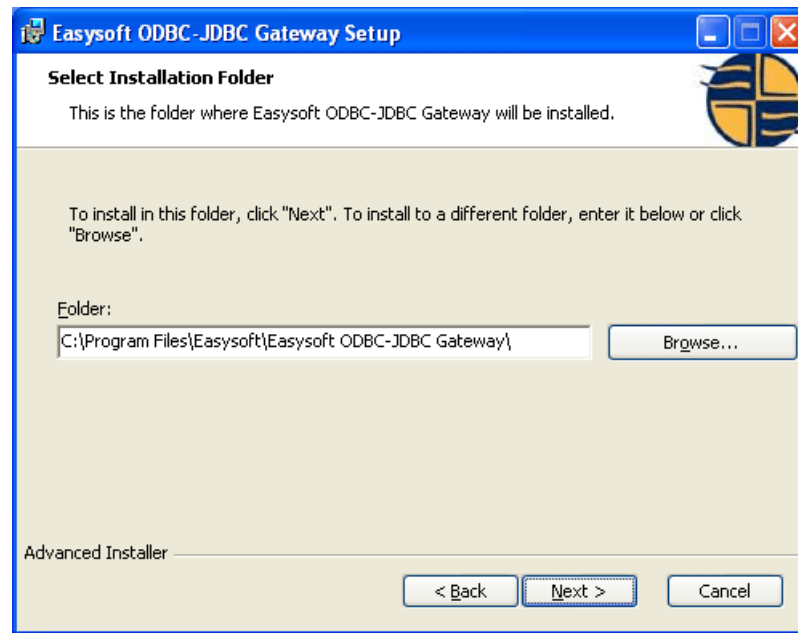 Easysoft ODBC-JDBC Gateway Setup
Select Installation Folder
This is the folder where Easysoft ODBC-JDBC Gateway will be installed.
To install in this folder, click "Next". To install to a different folder, enter it below or click
"Browse".
Folder:
C:\Program Files\Easysoft\Easysoft ODBC-JDBC Gateway\
Browse...
Advanced Installer
< Back
Next >
Cancel